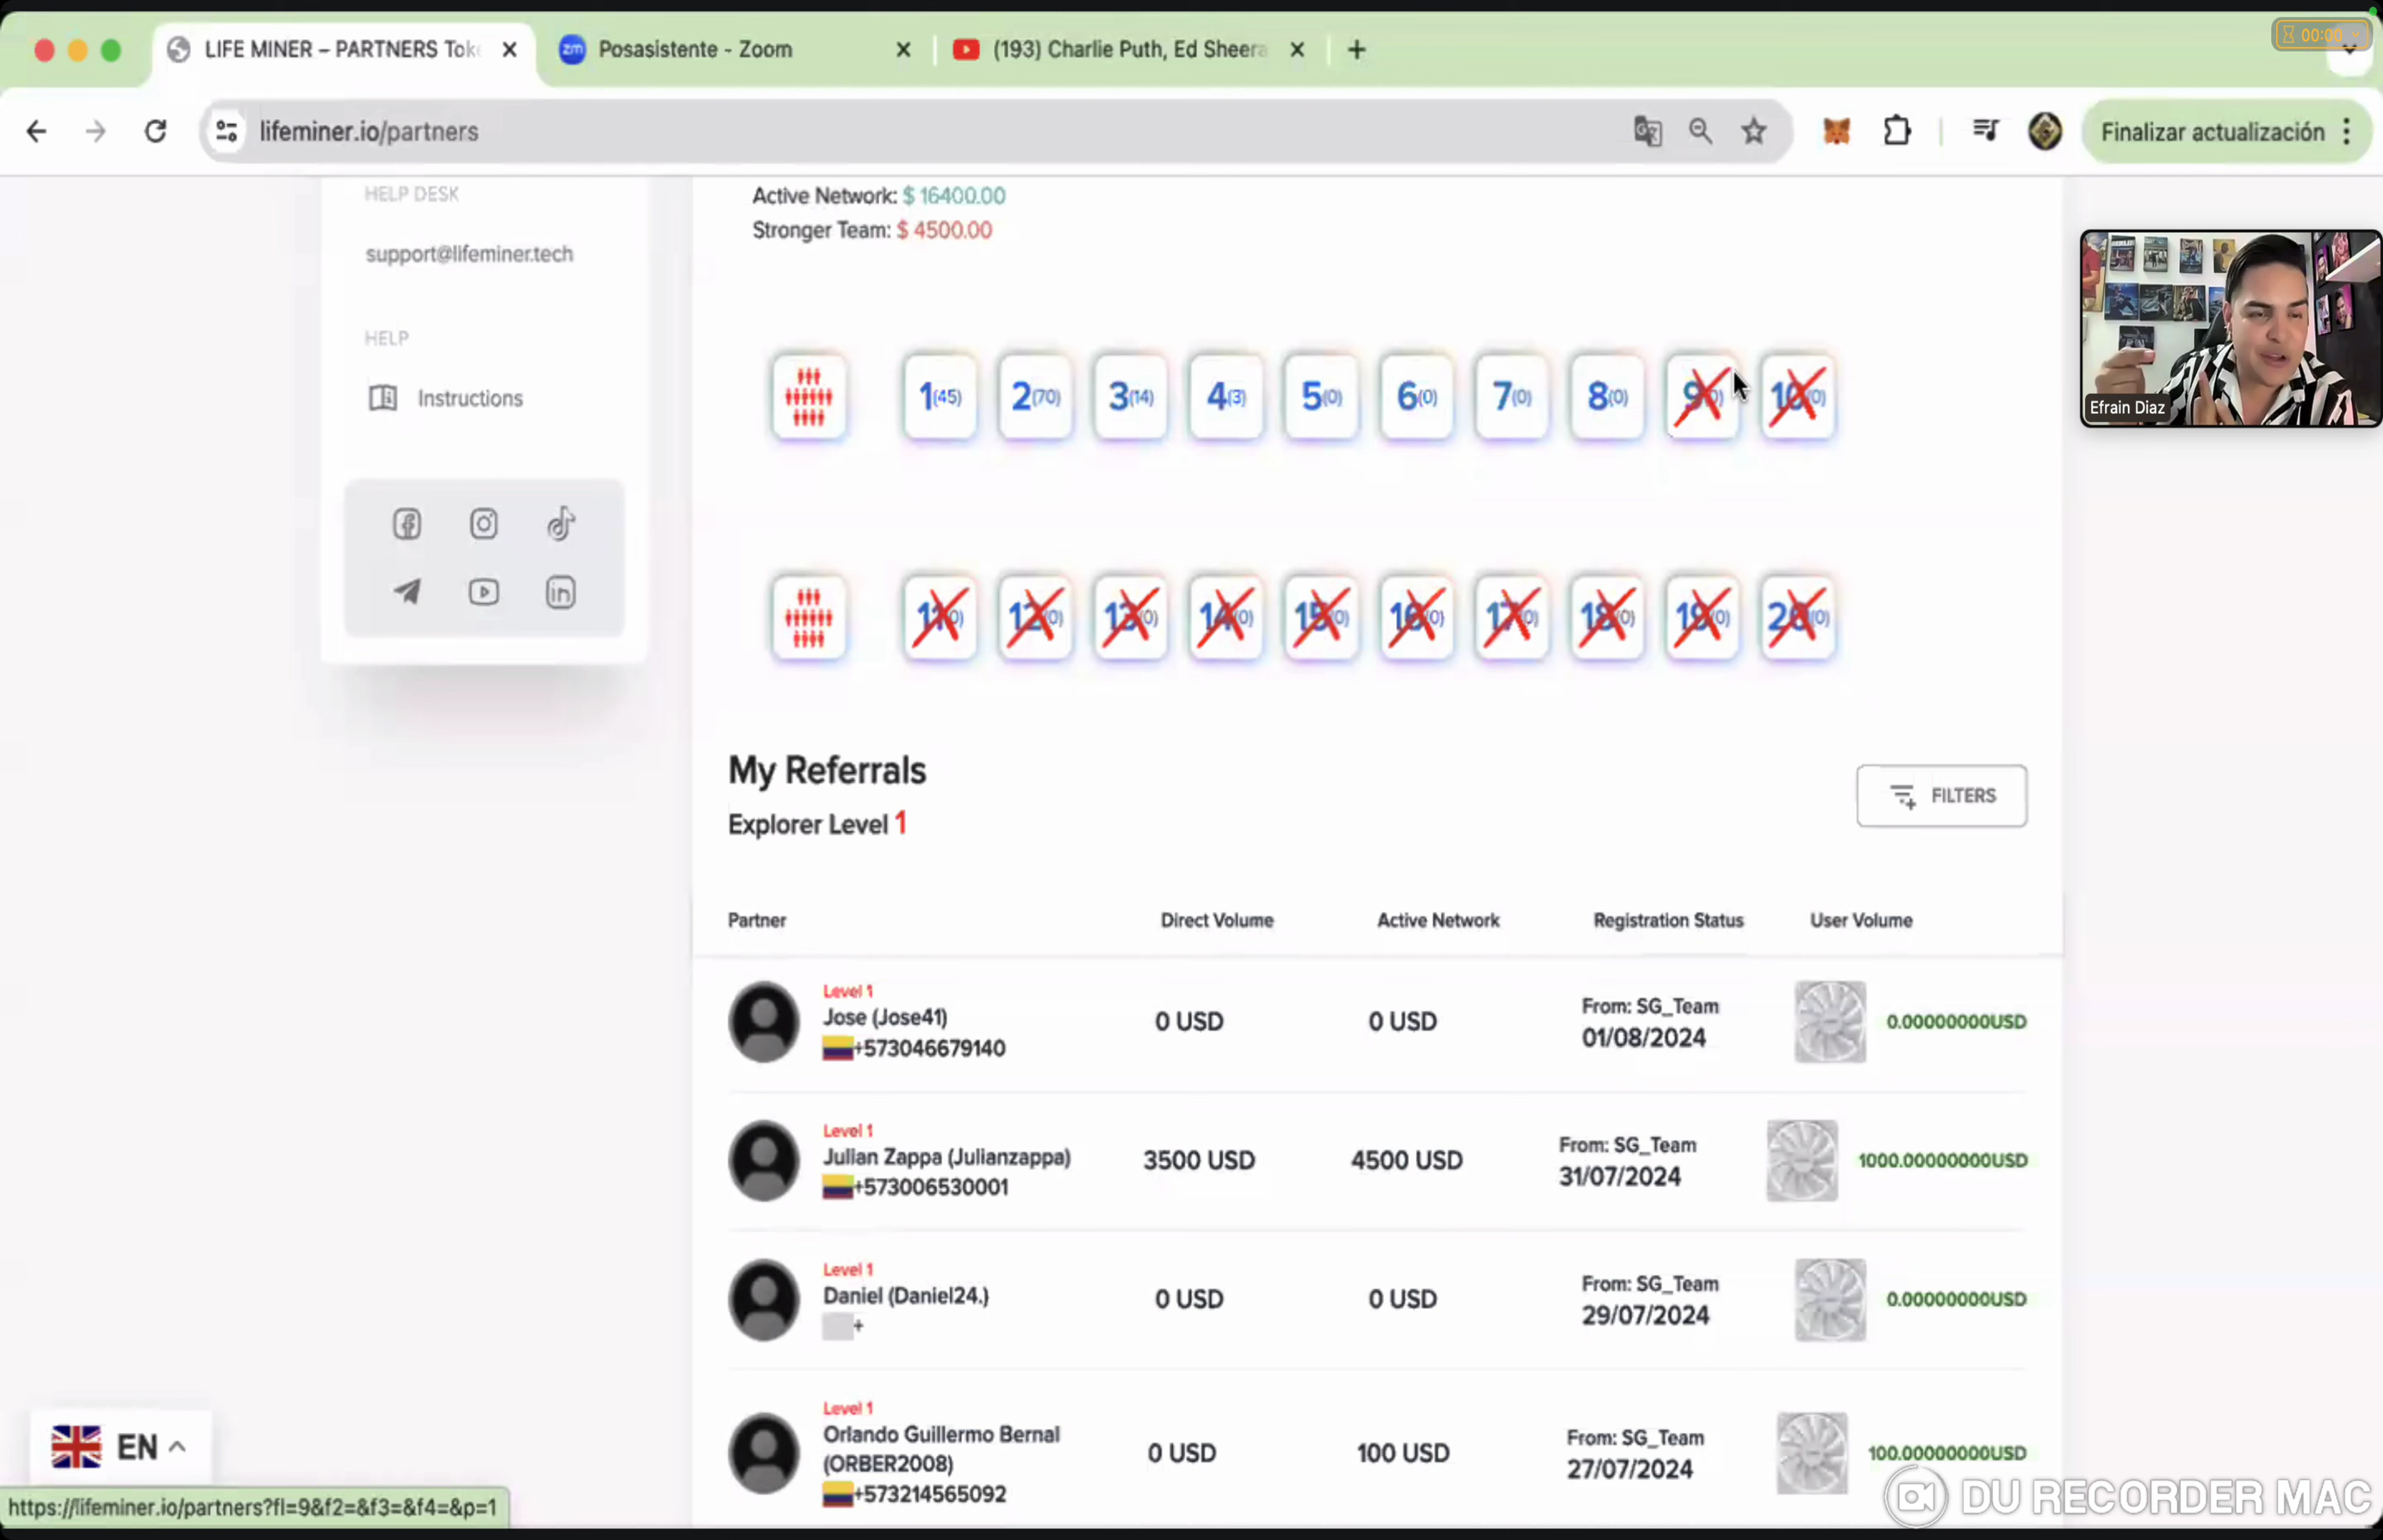 LIFE MINER – PARTNERS Toke
Posasistente - Zoom
(193) Charlie Puth, Ed Sheera
00:00
lifeminer.io/partners
Finalizar actualización
HELP DESK
support@lifeminer.tech
HELP
Instructions
Active Network: $ 16400.00
Stronger Team: $ 4500.00
1(45) 2(70) 3(14) 4(3) 5(0) 6(0) 7(0) 8(0) 9(0) 10(0)
11(0) 12(0) 13(0) 14(0) 15(0) 16(0) 17(0) 18(0) 19(0) 20(0)
Efrain Diaz
My Referrals
Explorer Level 1
FILTERS
Partner Direct Volume Active Network Registration Status User Volume
Level 1
Jose (Jose41)
+573046679140
0 USD
0 USD
From: SG_Team
01/08/2024
0.00000000USD
Level 1
Julian Zappa (Julianzappa)
+573006530001
3500 USD
4500 USD
From: SG_Team
31/07/2024
1000.00000000USD
Level 1
Daniel (Daniel24.)
+
0 USD
0 USD
From: SG_Team
29/07/2024
0.00000000USD
Level 1
Orlando Guillermo Bernal
(ORBER2008)
+573214565092
0 USD
100 USD
From: SG_Team
27/07/2024
100.00000000USD
EN
https://lifeminer.io/partners?fl=9&f2=&f3=&f4=&p=1
DU RECORDER MAC